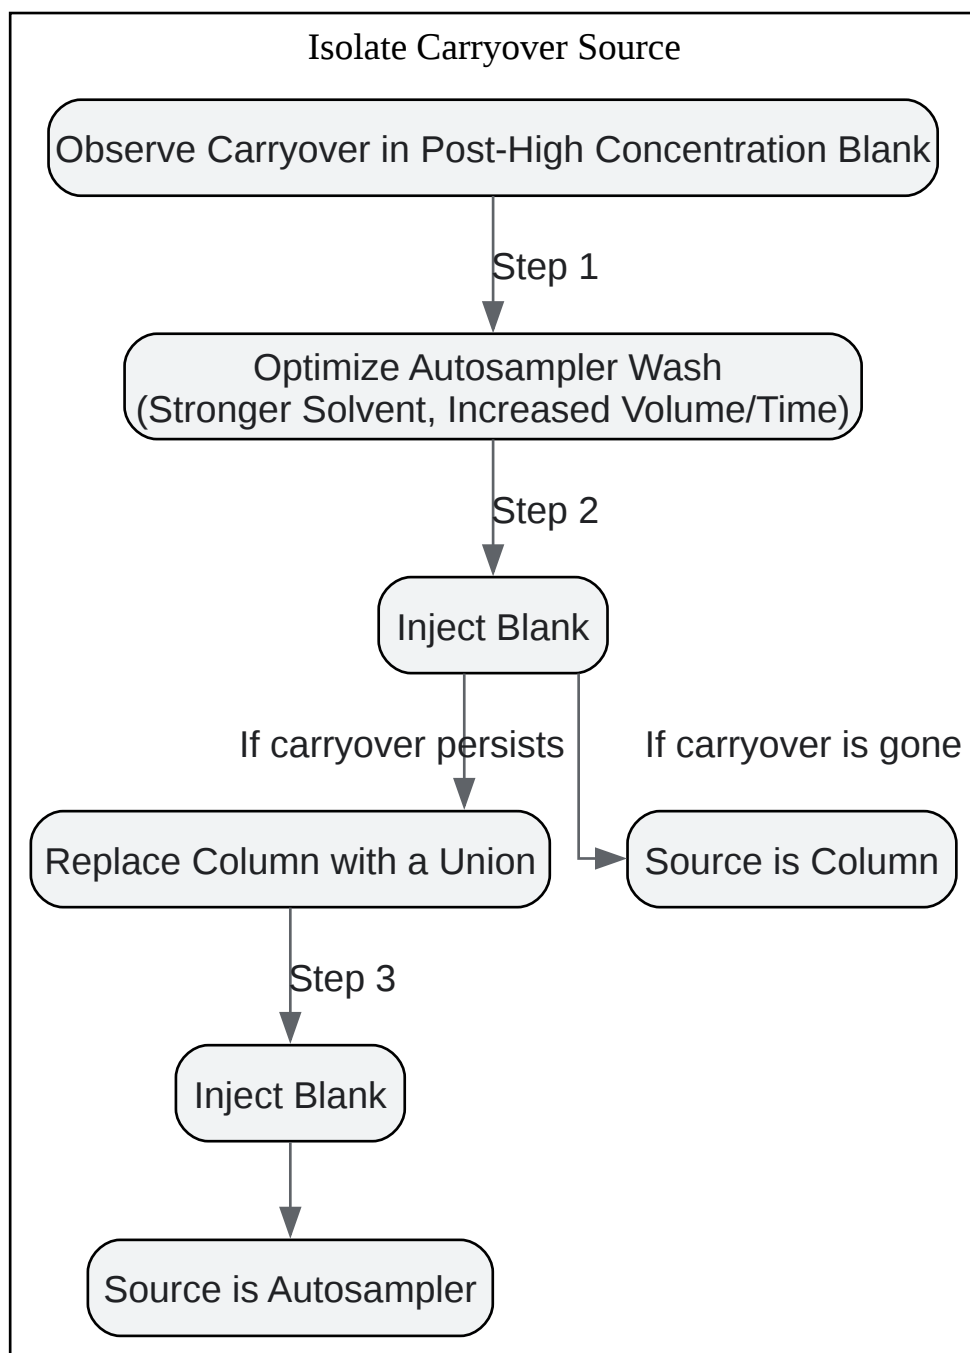 Isolate Carryover Source
Observe Carryover in Post-High Concentration Blank
Step 1
Optimize Autosampler Wash
(Stronger Solvent, Increased Volume/Time)
Step 2
Inject Blank
If carryover persists
If carryover is gone
Replace Column with a Union
Source is Column
Step 3
Inject Blank
Source is Autosampler